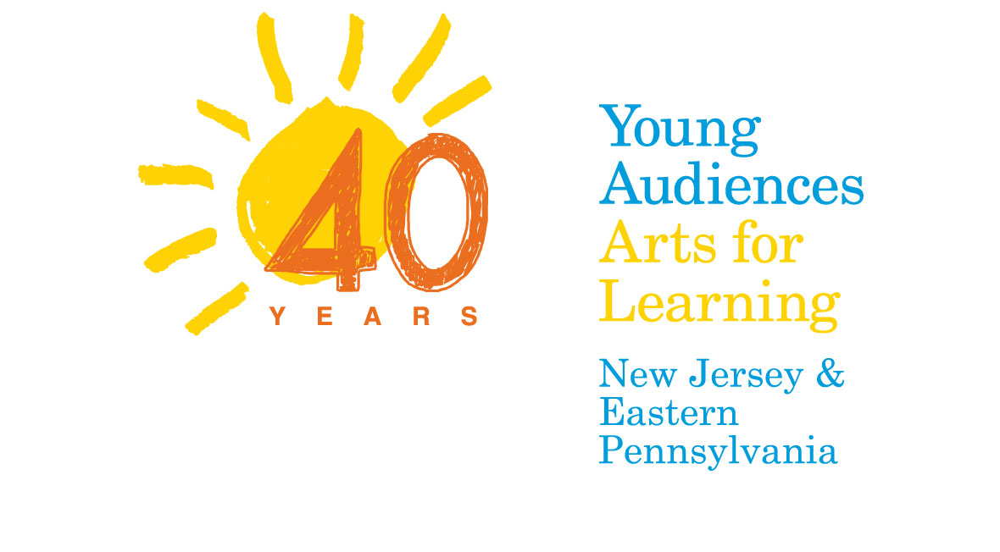 40
YEARS
Young
Audiences
Arts for
Learning
New Jersey &
Eastern
Pennsylvania